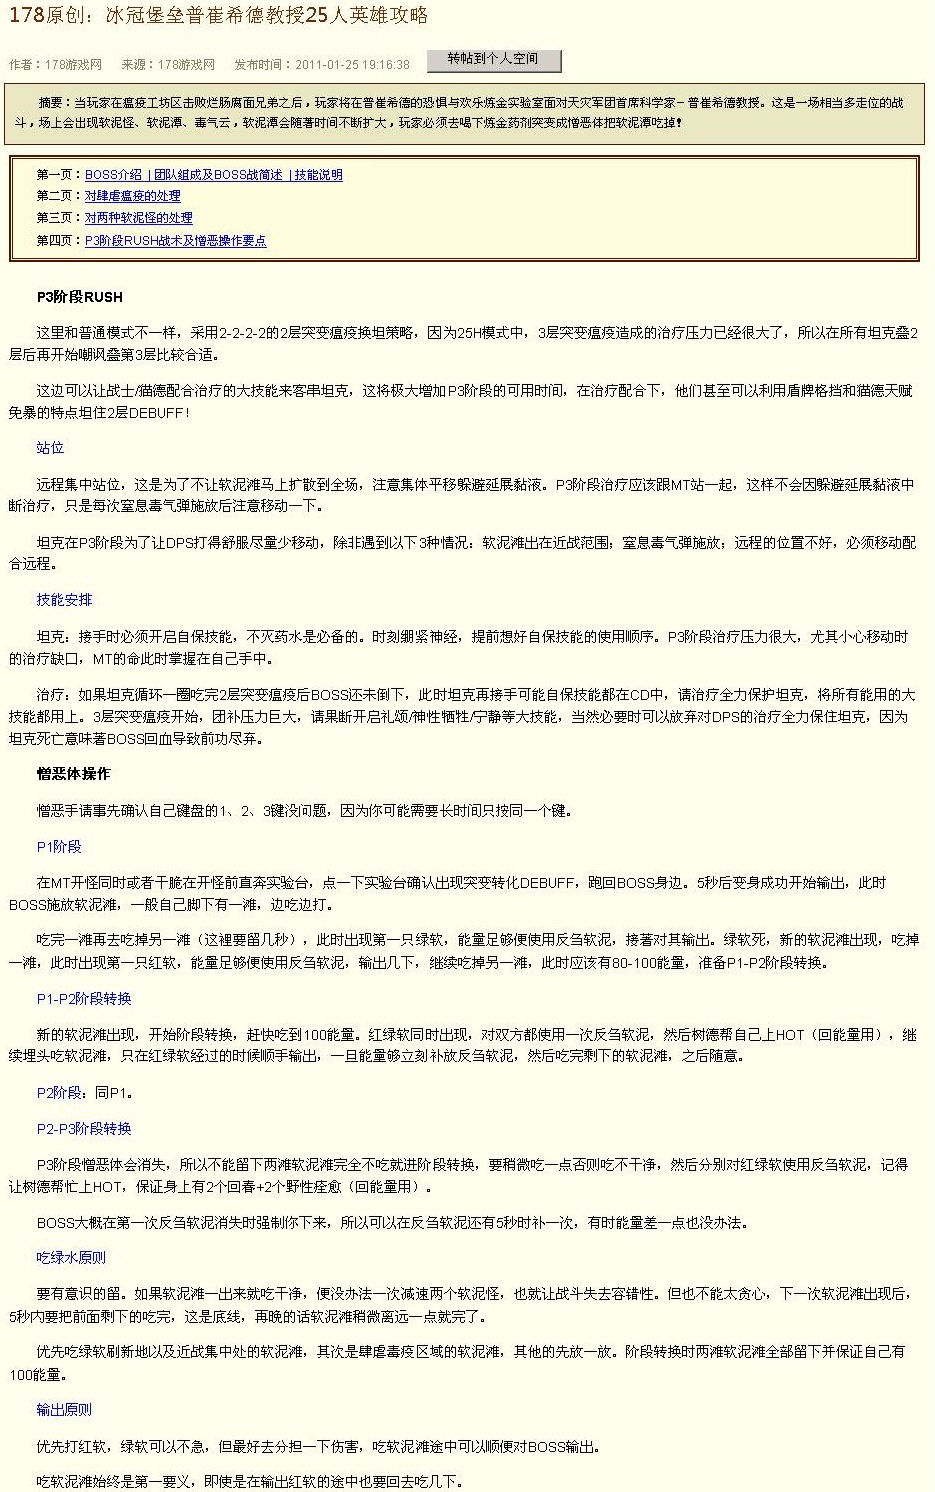 178原创：冰冠堡垒普崔希德教授25人英雄攻略
作者：178游戏网 来源：178游戏网 发布时间：2011-01-25 19:16:38 转帖到个人空间
摘要：当玩家在瘟疫工坊区击败烂肠腐面兄弟之后，玩家将在普崔希德的恐惧与欢乐炼金实验室面对天灾军团首席科学家－普崔希德教授。这是一场相当多走位的战
斗，场上会出现软泥怪、软泥潭、毒气云，软泥潭会随著时间不断扩大，玩家必须去喝下炼金药剂突变成憎恶体把软泥潭吃掉！
第一页：BOSS介绍 | 团队组成及BOSS战简述 | 技能说明
第二页：对肆虐瘟疫的处理
第三页：对两种软泥怪的处理
第四页：P3阶段RUSH战术及憎恶操作要点
P3阶段RUSH
这里和普通模式不一样，采用2-2-2-2的2层突变瘟疫换坦策略，因为25H模式中，3层突变瘟疫造成的治疗压力已经很大了，所以在所有坦克叠2
层后再开始嘲讽叠第3层比较合适。
这边可以让战士/猫德配合治疗的大技能来客串坦克，这将极大增加P3阶段的可用时间，在治疗配合下，他们甚至可以利用盾牌格挡和猫德天赋
免暴的特点坦住2层DEBUFF！
站位
远程集中站位，这是为了不让软泥滩马上扩散到全场，注意集体平移躲避延展黏液。P3阶段治疗应该跟MT站一起，这样不会因躲避延展黏液中
断治疗，只是每次窒息毒气弹施放后注意移动一下。
坦克在P3阶段为了让DPS打得舒服尽量少移动，除非遇到以下3种情况：软泥滩出在近战范围；窒息毒气弹施放；远程的位置不好，必须移动配
合远程。
技能安排
坦克：接手时必须开启自保技能，不灭药水是必备的。时刻绷紧神经，提前想好自保技能的使用顺序。P3阶段治疗压力很大，尤其小心移动时
的治疗缺口，MT的命此时掌握在自己手中。
治疗：如果坦克循环一圈吃完2层突变瘟疫后BOSS还未倒下，此时坦克再接手可能自保技能都在CD中，请治疗全力保护坦克，将所有能用的大
技能都用上。3层突变瘟疫开始，团补压力巨大，请果断开启礼颂/神性牺牲/宁静等大技能，当然必要时可以放弃对DPS的治疗全力保住坦克，因为
坦克死亡意味著BOSS回血导致前功尽弃。
憎恶体操作
憎恶手请事先确认自己键盘的1、2、3键没问题，因为你可能需要长时间只按同一个键。
P1阶段
在MT开怪同时或者干脆在开怪前直奔实验台，点一下实验台确认出现突变转化DEBUFF，跑回BOSS身边。5秒后变身成功开始输出，此时
BOSS施放软泥滩，一般自己脚下有一滩，边吃边打。
吃完一滩再去吃掉另一滩（这裡要留几秒），此时出现第一只绿软，能量足够便使用反刍软泥，接著对其输出。绿软死，新的软泥滩出现，吃掉
一滩，此时出现第一只红软，能量足够便使用反刍软泥，输出几下，继续吃掉另一滩，此时应该有80-100能量，准备P1-P2阶段转换。
P1-P2阶段转换
新的软泥滩出现，开始阶段转换，赶快吃到100能量。红绿软同时出现，对双方都使用一次反刍软泥，然后树德帮自己上HOT（回能量用），继
续埋头吃软泥滩，只在红绿软经过的时候顺手输出，一旦能量够立刻补放反刍软泥，然后吃完剩下的软泥滩，之后随意。
P2阶段：同P1。
P2-P3阶段转换
P3阶段憎恶体会消失，所以不能留下两滩软泥滩完全不吃就进阶段转换，要稍微吃一点否则吃不干净，然后分别对红绿软使用反刍软泥，记得
让树德帮忙上HOT，保证身上有2个回春+2个野性痊愈（回能量用）。
BOSS大概在第一次反刍软泥消失时强制你下来，所以可以在反刍软泥还有5秒时补一次，有时能量差一点也没办法。
吃绿水原则
要有意识的留。如果软泥滩一出来就吃干净，便没办法一次减速两个软泥怪，也就让战斗失去容错性。但也不能太贪心，下一次软泥滩出现后，
5秒内要把前面剩下的吃完，这是底线，再晚的话软泥滩稍微离远一点就完了。
优先吃绿软刷新地以及近战集中处的软泥滩，其次是肆虐毒疫区域的软泥滩，其他的先放一放。阶段转换时两滩软泥滩全部留下并保证自己有
100能量。
输出原则
优先打红软，绿软可以不急，但最好去分担一下伤害，吃软泥滩途中可以顺便对BOSS输出。
吃软泥滩始终是第一要义，即使是在输出红软的途中也要回去吃几下。